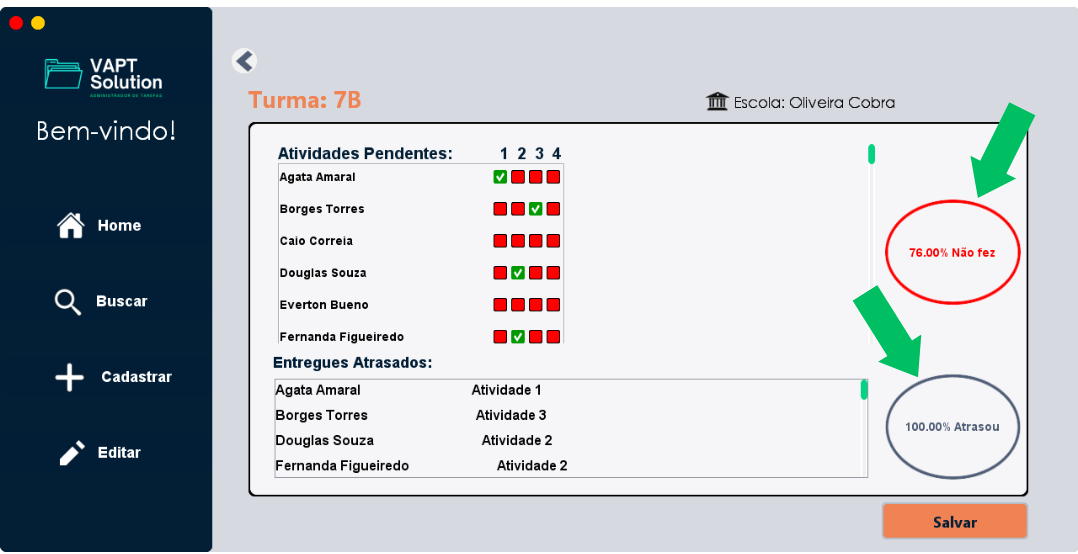 VAPT
Solution
ADMINISTRADOR DE TAREFAS
Bem-vindo!
Home
Buscar
Cadastrar
Editar
Turma: 7B
Escola: Oliveira Cobra
Atividades Pendentes: 1 2 3 4
Agata Amaral
Borges Torres
Caio Correia
Douglas Souza
Everton Bueno
Fernanda Figueiredo
76.00% Não fez
Entregues Atrasados:
Agata Amaral Atividade 1
Borges Torres Atividade 3
Douglas Souza Atividade 2
Fernanda Figueiredo Atividade 2
100.00% Atrasou
Salvar